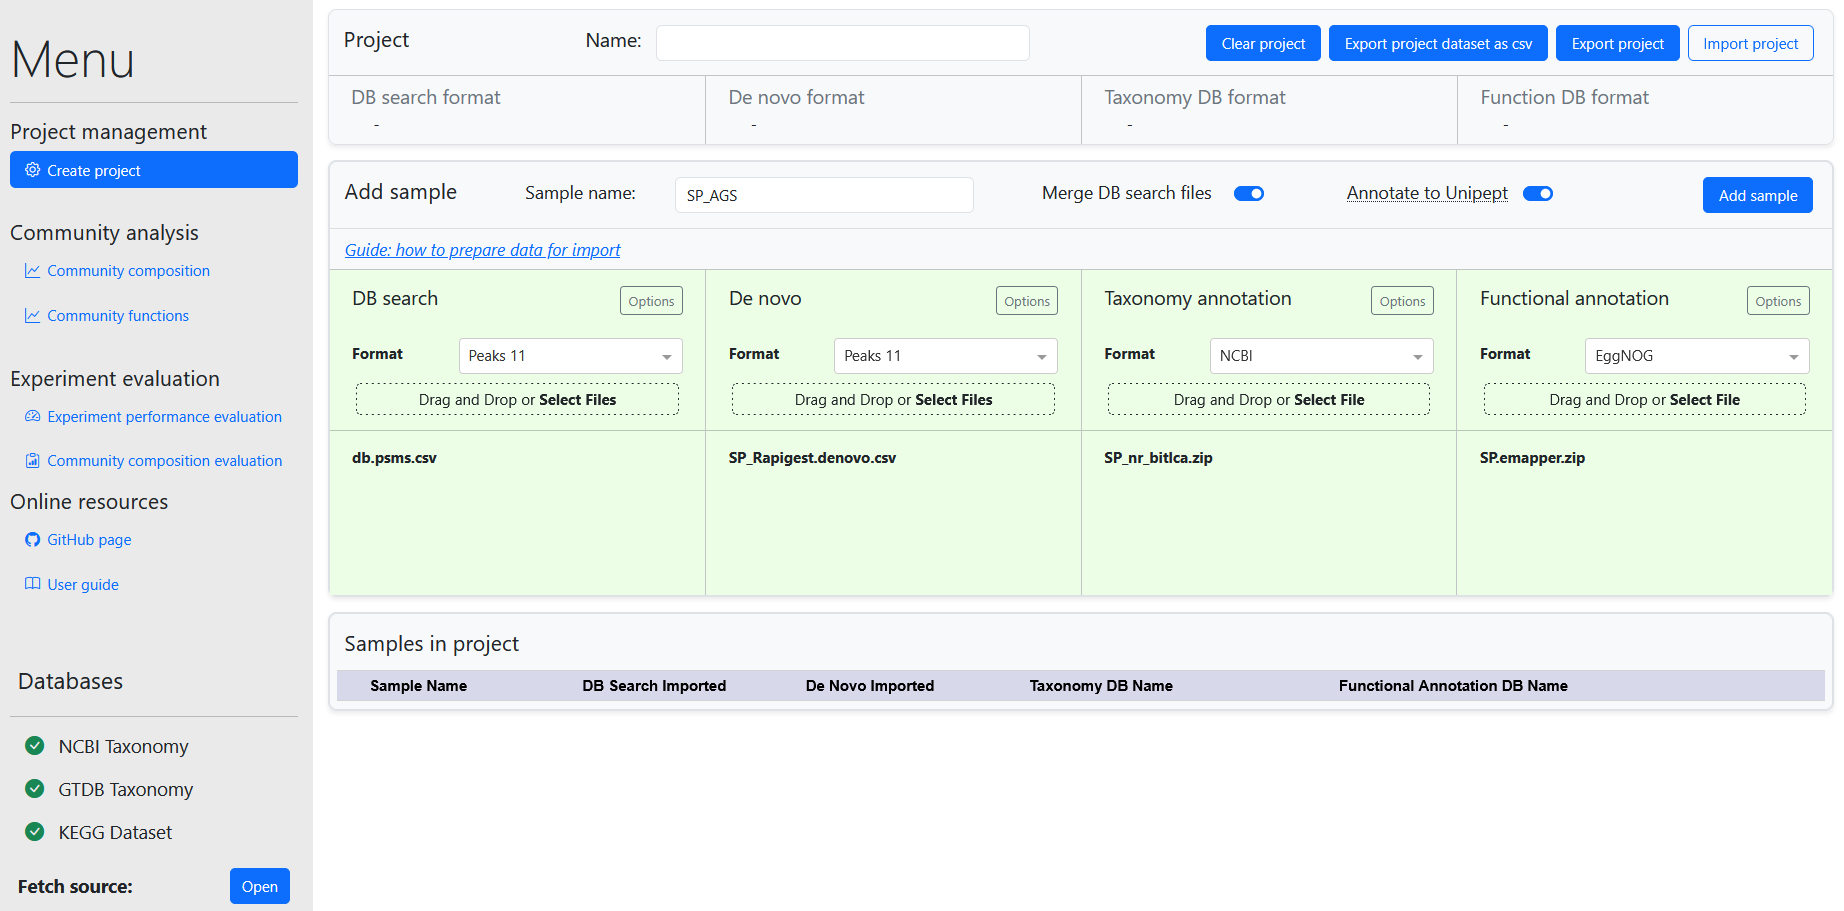 Menu
Project management
Create project
Community analysis
Community composition
Community functions
Experiment evaluation
Experiment performance evaluation
Community composition evaluation
Online resources
GitHub page
User guide
Databases
NCBI Taxonomy
GTDB Taxonomy
KEGG Dataset
Fetch source: Open
Project Name: Clear project Export project dataset as csv Export project Import project
DB search format De novo format Taxonomy DB format Function DB format
- - - -
Add sample Sample name: SP_AGS Merge DB search files Annotate to Unipept Add sample
Guide: how to prepare data for import
DB search Options De novo Options Taxonomy annotation Options Functional annotation Options
Format Peaks 11 Format Peaks 11 Format NCBI Format EggNOG
Drag and Drop or Select Files Drag and Drop or Select Files Drag and Drop or Select File Drag and Drop or Select File
db.psms.csv SP_Rapigest.denovo.csv SP_nr_bitlca.zip SP.emapper.zip
Samples in project
Sample Name DB Search Imported De Novo Imported Taxonomy DB Name Functional Annotation DB Name